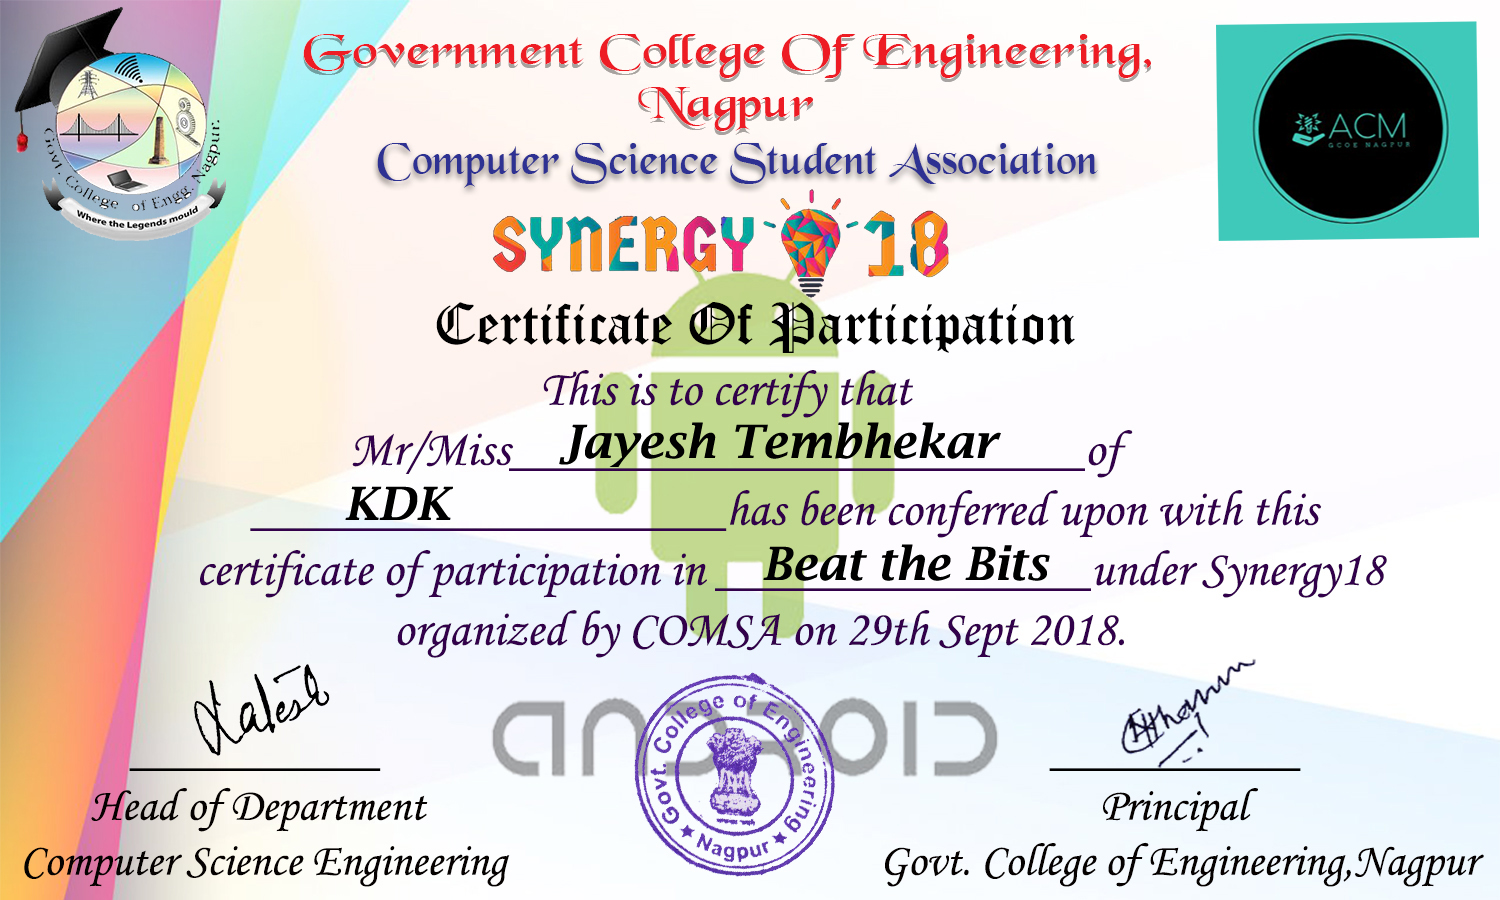 Government College Of Engineering,
Nagpur
Computer Science Student Association
SYNERGY 18
Certificate Of Participation
This is to certify that
Mr/Miss Jayesh Tembhekar of
KDK has been conferred upon with this
certificate of participation in Beat the Bits under Synergy18
organized by COMSA on 29th Sept 2018.
ANDROID
Head of Department
Computer Science Engineering
Principal
Govt. College of Engineering,Nagpur
Govt. College of Engg. Nagpur.
Where the Legends mould
ACM
GCOE NAGPUR
Govt. College of Engineering
★ Nagpur ★